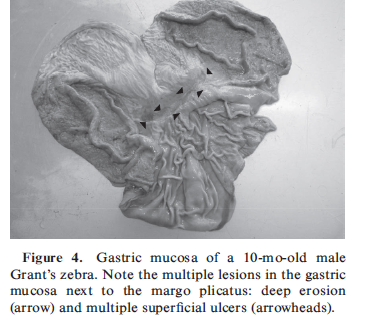 Figure 4. Gastric mucosa of a 10-mo-old male
Grant's zebra. Note the multiple lesions in the gastric
mucosa next to the margo plicatus: deep erosion
(arrow) and multiple superficial ulcers (arrowheads).